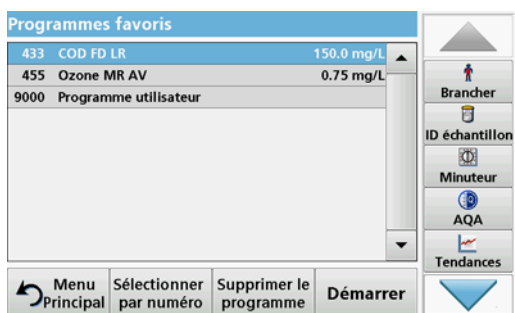 Programmes favoris
433 COD FD LR 150.0 mg/L
455 Ozone MR AV 0.75 mg/L
9000 Programme utilisateur
Brancher
ID échantillon
Minuteur
AQA
Tendances
Menu Principal
Sélectionner par numéro
Supprimer le programme
Démarrer